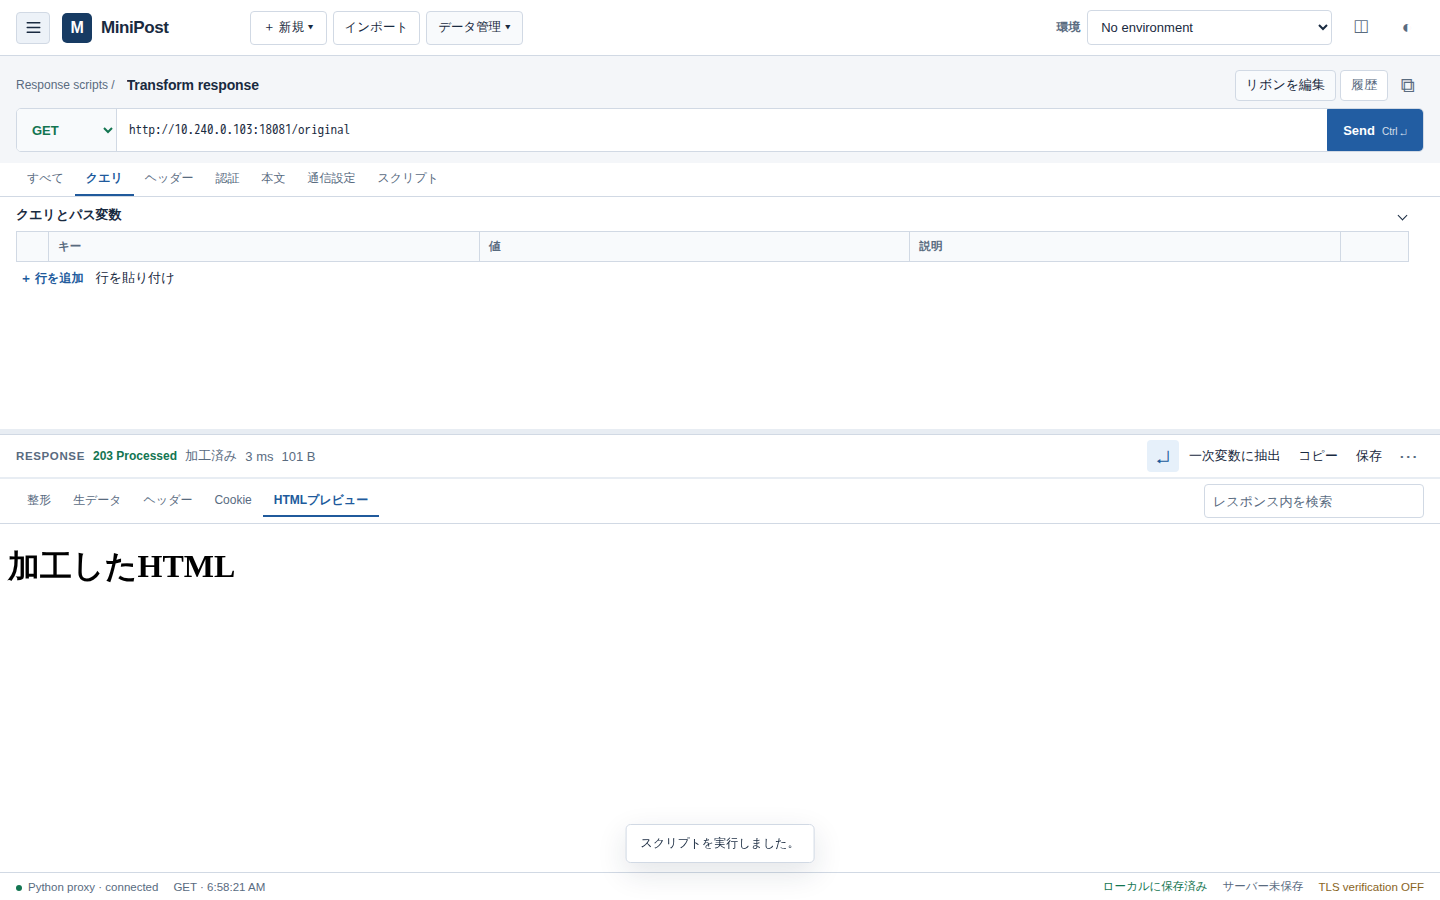 M MiniPost ＋ 新規 ▾ インポート データ管理 ▾ 環境 No environment
Response scripts / Transform response リボンを編集 履歴
GET http://10.240.0.103:18081/original Send Ctrl ↵
すべて クエリ ヘッダー 認証 本文 通信設定 スクリプト
クエリとパス変数
キー 値 説明
＋ 行を追加 行を貼り付け
RESPONSE 203 Processed 加工済み 3 ms 101 B ↵ 一次変数に抽出 コピー 保存 ···
整形 生データ ヘッダー Cookie HTMLプレビュー レスポンス内を検索
加工したHTML
スクリプトを実行しました。
Python proxy · connected GET · 6:58:21 AM ローカルに保存済み サーバー未保存 TLS verification OFF